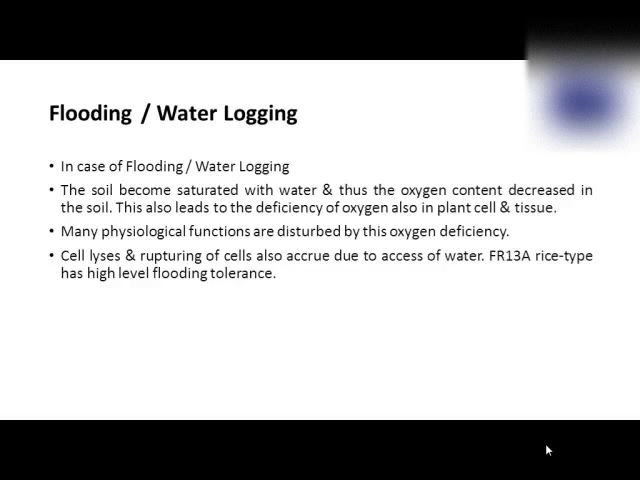 Flooding / Water Logging
• In case of Flooding / Water Logging
• The soil become saturated with water & thus the oxygen content decreased in
the soil. This also leads to the deficiency of oxygen also in plant cell & tissue.
• Many physiological functions are disturbed by this oxygen deficiency.
• Cell lyses & rupturing of cells also accrue due to access of water. FR13A rice-type
has high level flooding tolerance.